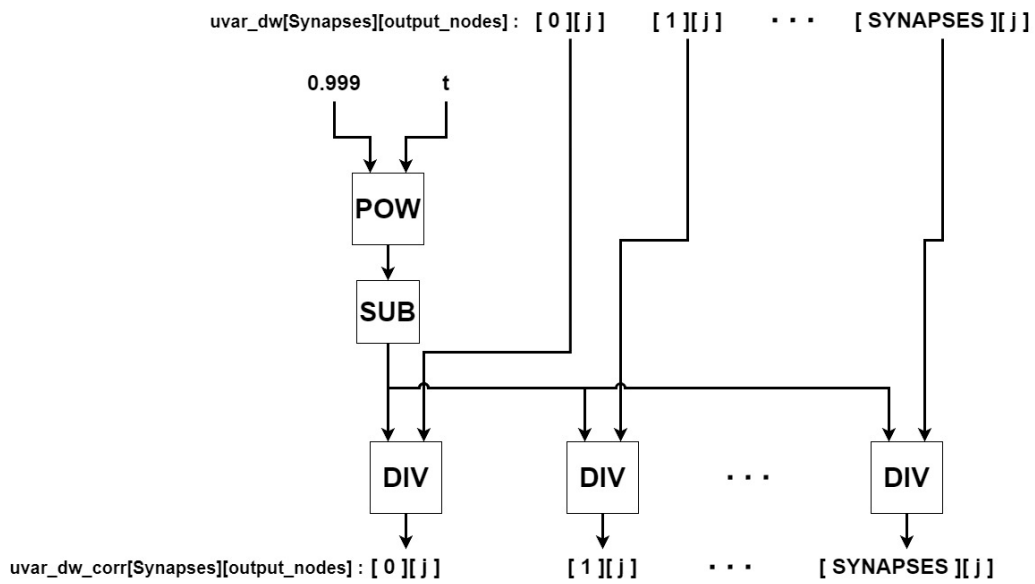 uvar_dw[Synapses][output_nodes] : [ 0 ][ j ] [ 1 ][ j ] · · · [ SYNAPSES ][ j ]
0.999 t
POW
SUB
DIV DIV · · · DIV
uvar_dw_corr[Synapses][output_nodes] : [ 0 ][ j ] [ 1 ][ j ] · · · [ SYNAPSES ][ j ]